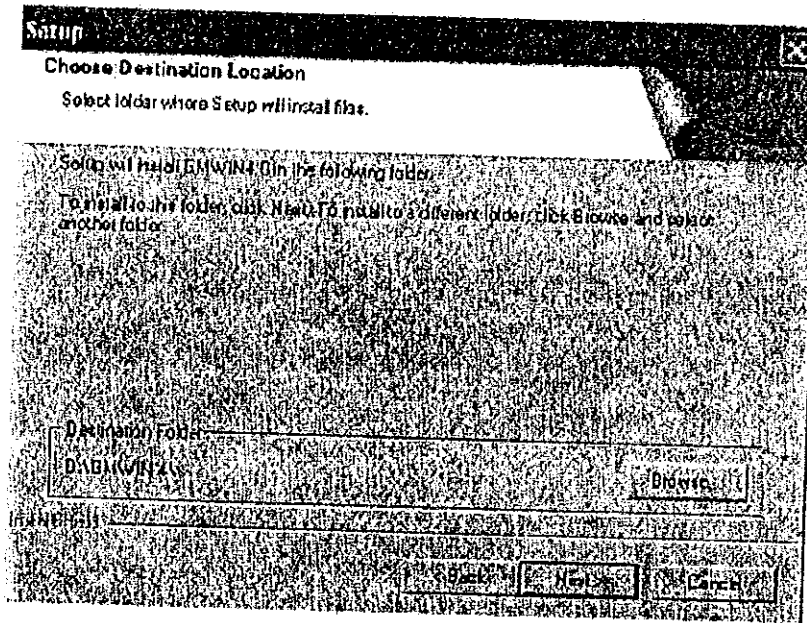 Setup
Choose Destination Location
Select folder where Setup will install files.
Setup will install GMWIN4.0 in the following folder.
To install to this folder, click Next. To install to a different folder, click Browse and select
another folder.
Destination Folder
Browse...
< Back
Next >
Cancel